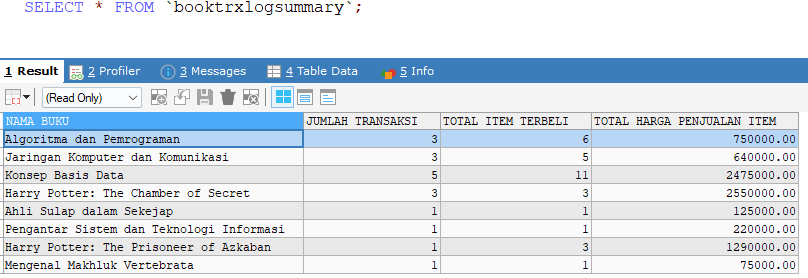 SELECT * FROM `booktrxlogsummary`;
1 Result 2 Profiler 3 Messages 4 Table Data 5 Info
(Read Only)
NAMA BUKU JUMLAH TRANSAKSI TOTAL ITEM TERBELI TOTAL HARGA PENJUALAN ITEM
Algoritma dan Pemrograman 3 6 750000.00
Jaringan Komputer dan Komunikasi 3 5 640000.00
Konsep Basis Data 5 11 2475000.00
Harry Potter: The Chamber of Secret 3 3 2550000.00
Ahli Sulap dalam Sekejap 1 1 125000.00
Pengantar Sistem dan Teknologi Informasi 1 1 220000.00
Harry Potter: The Prisoneer of Azkaban 1 3 1290000.00
Mengenal Makhluk Vertebrata 1 1 75000.00